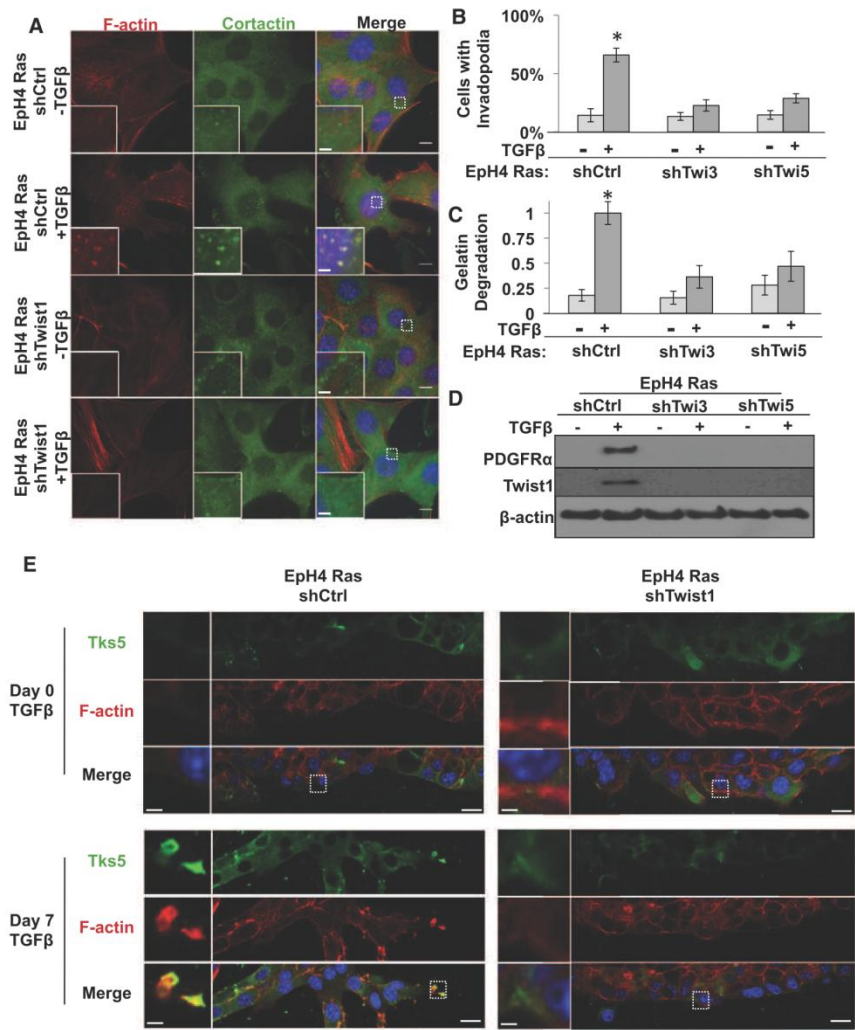 A
F-actin
Cortactin
Merge
EpH4 Ras
shCtrl
-TGFβ
EpH4 Ras
shCtrl
+TGFβ
EpH4 Ras
shTwist1
-TGFβ
EpH4 Ras
shTwist1
+TGFβ
B
Cells with
Invadopodia
100%
50%
0%
*
TGFβ - + - + - +
EpH4 Ras: shCtrl shTwi3 shTwi5
C
Gelatin
Degradation
1
0.75
0.5
0.25
0
*
TGFβ - + - + - +
EpH4 Ras: shCtrl shTwi3 shTwi5
D
EpH4 Ras
shCtrl shTwi3 shTwi5
TGFβ - + - + - +
PDGFRα
Twist1
β-actin
E
EpH4 Ras
shCtrl
EpH4 Ras
shTwist1
Day 0
TGFβ
Tks5
F-actin
Merge
Day 7
TGFβ
Tks5
F-actin
Merge